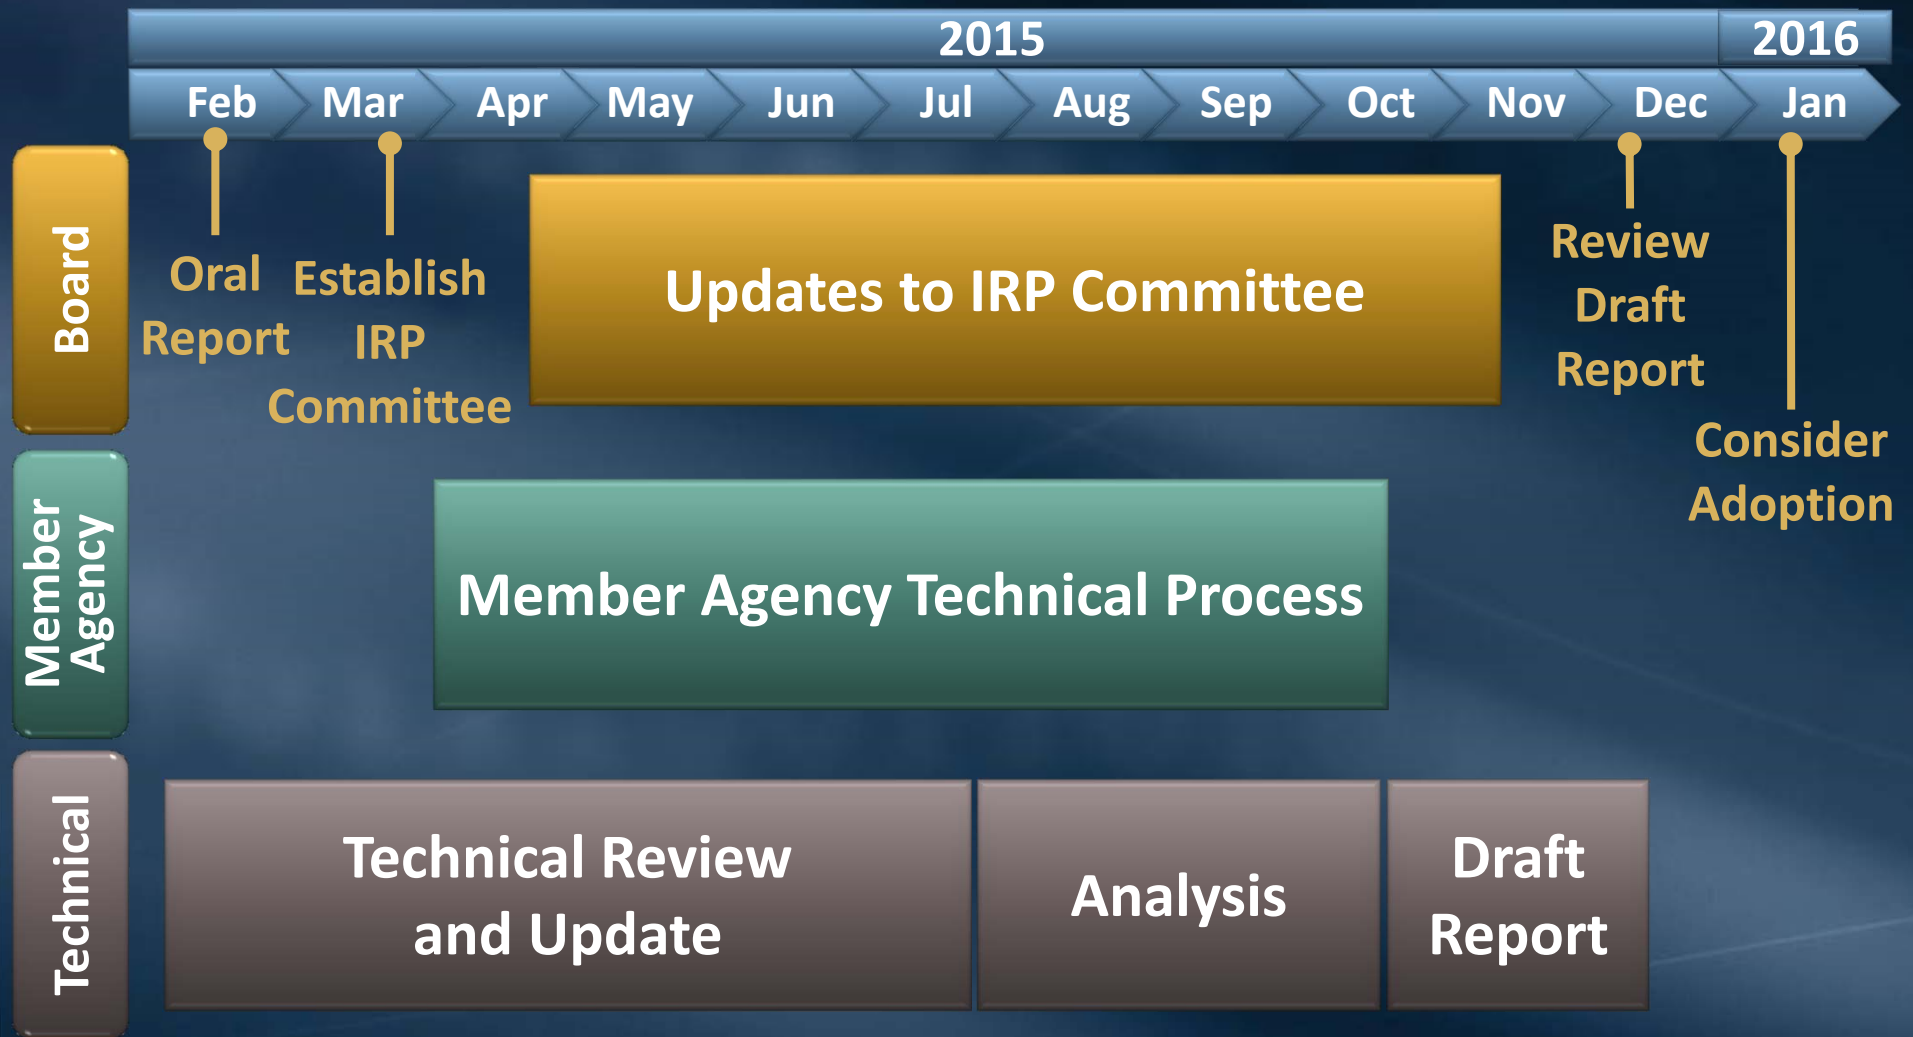 2015
2016
Feb
Mar
Apr
May
Jun
Jul
Aug
Sep
Oct
Nov
Dec
Jan
Board
Oral
Report
Establish
IRP
Committee
Updates to IRP Committee
Review
Draft
Report
Consider
Adoption
Member
Agency
Member Agency Technical Process
Technical
Technical Review
and Update
Analysis
Draft
Report